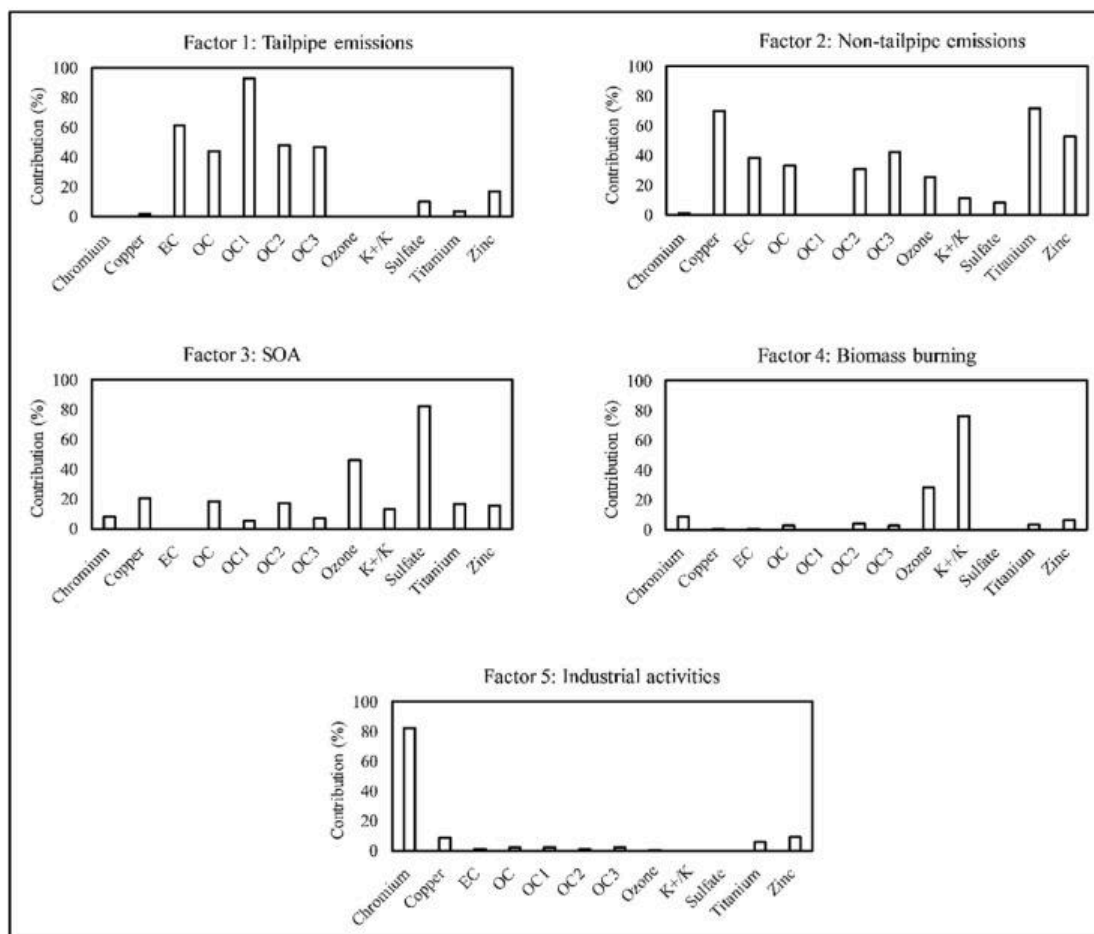 Factor 1: Tailpipe emissions
Contribution (%)
100
80
60
40
20
0
Chromium
Copper
EC
OC
OC1
OC2
OC3
Ozone
K+/K
Sulfate
Titanium
Zinc
Factor 2: Non-tailpipe emissions
Contribution (%)
100
80
60
40
20
0
Chromium
Copper
EC
OC
OC1
OC2
OC3
Ozone
K+/K
Sulfate
Titanium
Zinc
Factor 3: SOA
Contribution (%)
100
80
60
40
20
0
Chromium
Copper
EC
OC
OC1
OC2
OC3
Ozone
K+/K
Sulfate
Titanium
Zinc
Factor 4: Biomass burning
Contribution (%)
100
80
60
40
20
0
Chromium
Copper
EC
OC
OC1
OC2
OC3
Ozone
K+/K
Sulfate
Titanium
Zinc
Factor 5: Industrial activities
Contribution (%)
100
80
60
40
20
0
Chromium
Copper
EC
OC
OC1
OC2
OC3
Ozone
K+/K
Sulfate
Titanium
Zinc